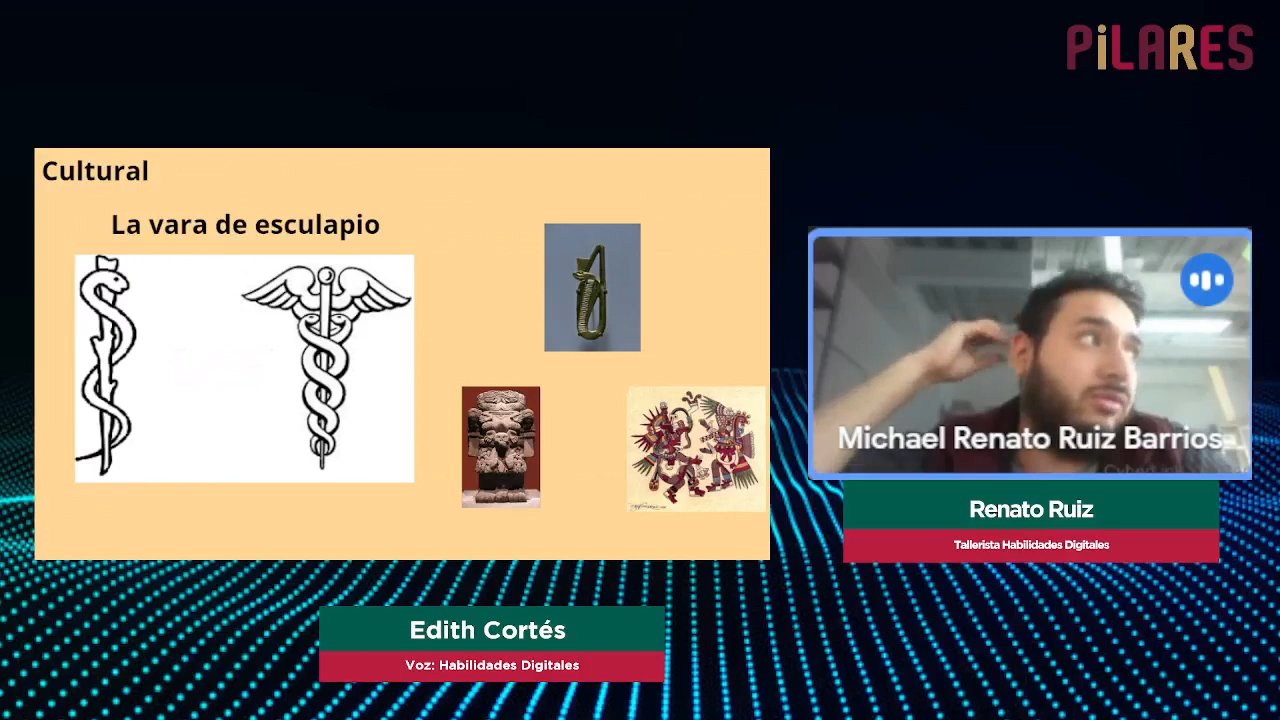 PiLARES
Cultural
La vara de esculapio
Michael Renato Ruiz Barrios
Renato Ruiz
Tallerista Habilidades Digitales
Edith Cortés
Voz: Habilidades Digitales